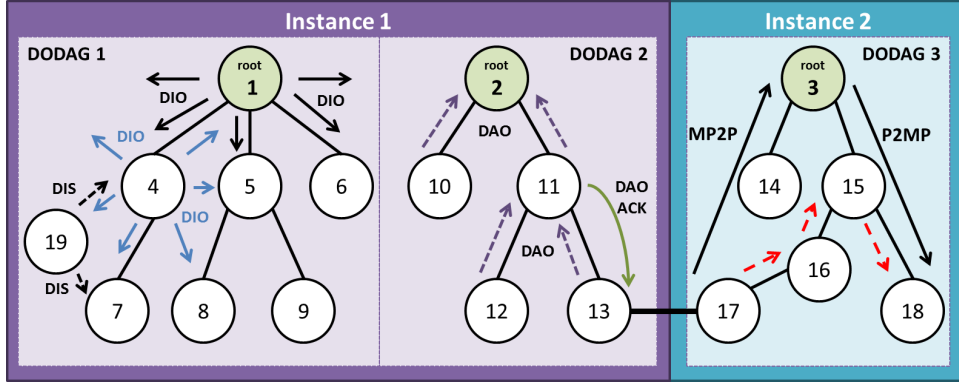 Instance 1
Instance 2
DODAG 1
DODAG 2
DODAG 3
root
1
root
2
root
3
DIO
DIO
DIO
DAO
MP2P
P2MP
DIS
4
5
6
10
11
DAO
ACK
14
15
19
DIO
DAO
16
DIS
7
8
9
12
13
17
18